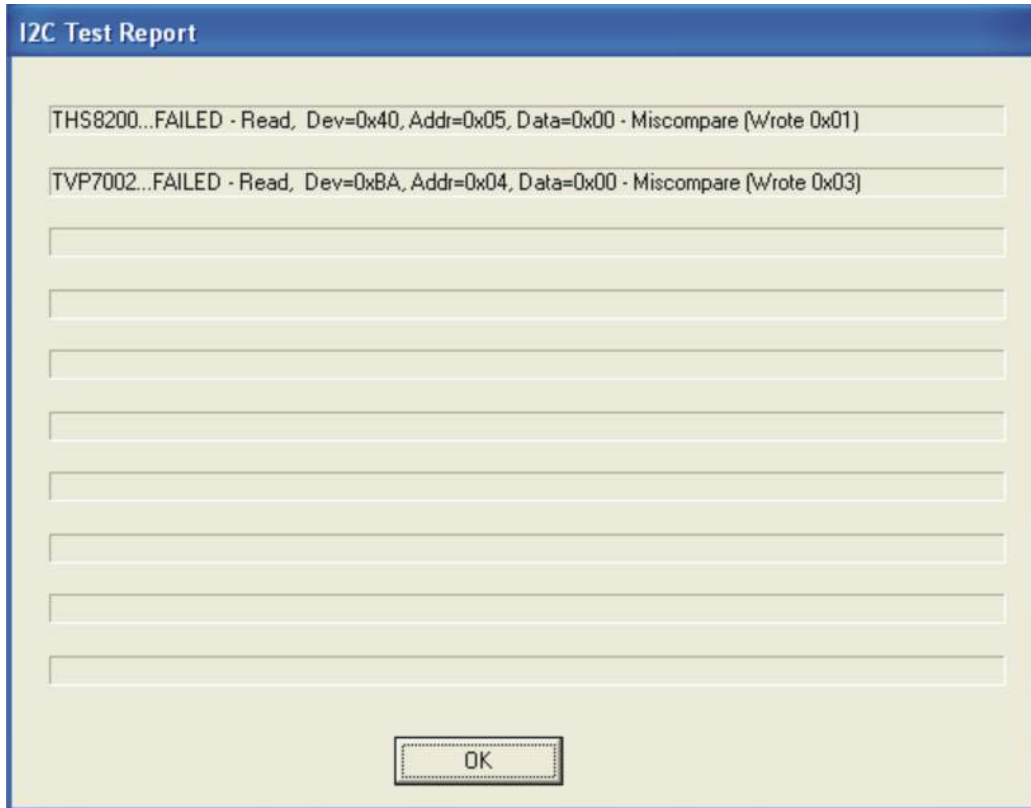 I2C Test Report
THS8200...FAILED - Read,  Dev=0x40, Addr=0x05, Data=0x00 - Miscompare (Wrote 0x01)
TVP7002...FAILED - Read,  Dev=0xBA, Addr=0x04, Data=0x00 - Miscompare (Wrote 0x03)
OK